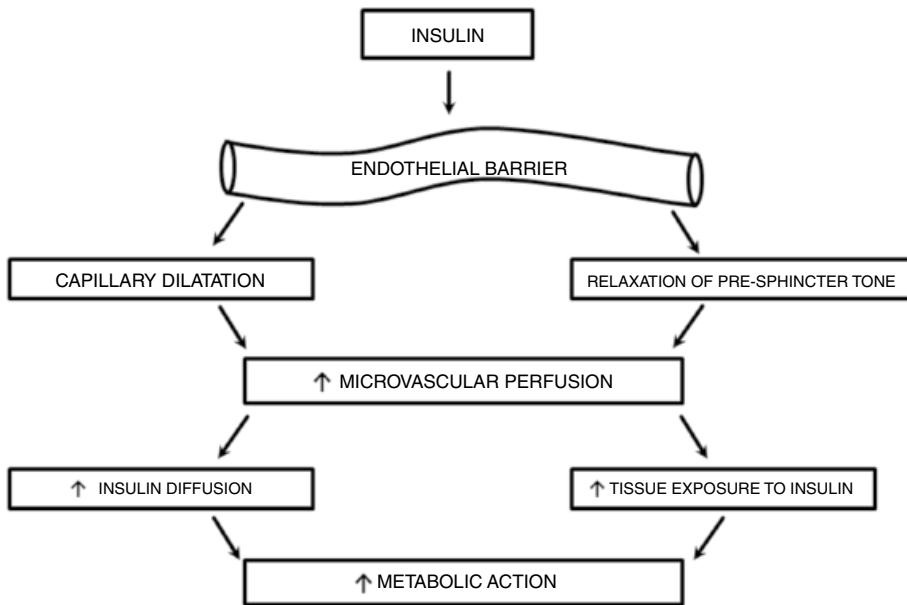 INSULIN
ENDOTHELIAL BARRIER
CAPILLARY DILATATION
RELAXATION OF PRE-SPHINCTER TONE
↑ MICROVASCULAR PERFUSION
↑ INSULIN DIFFUSION
↑ TISSUE EXPOSURE TO INSULIN
↑ METABOLIC ACTION